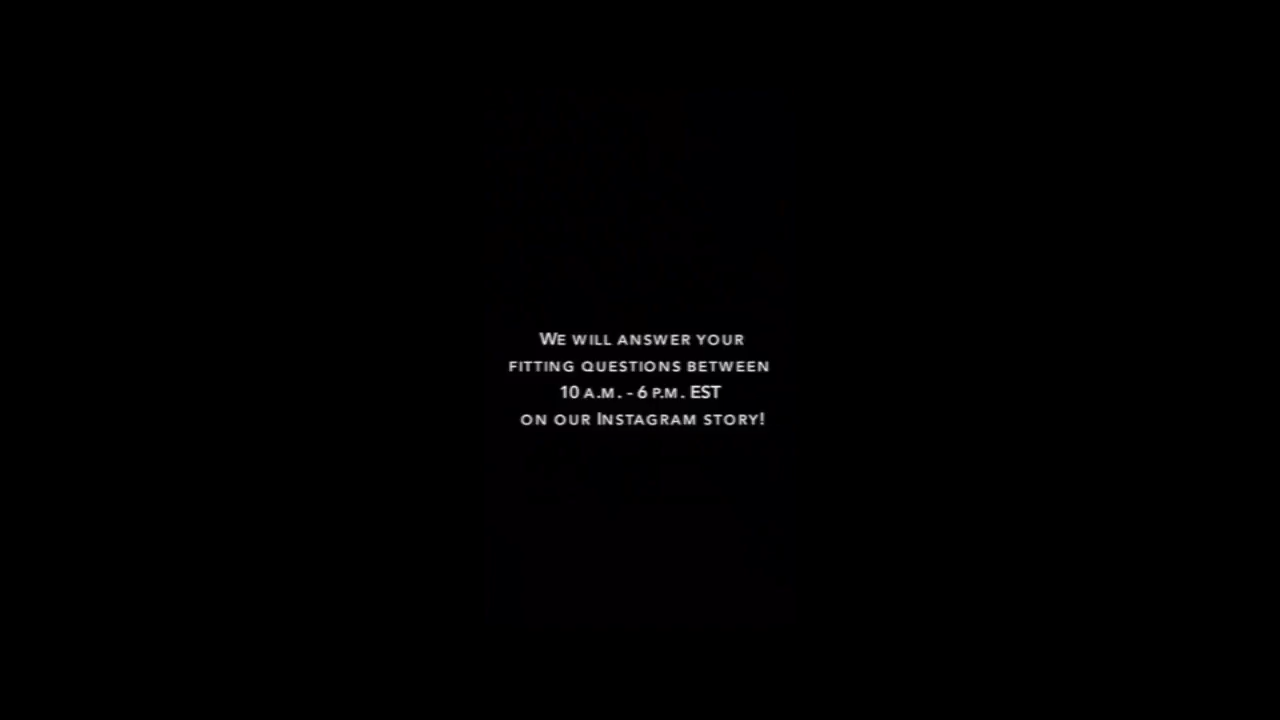 We will answer your
fitting questions between
10 a.m. - 6 p.m. EST
on our Instagram story!